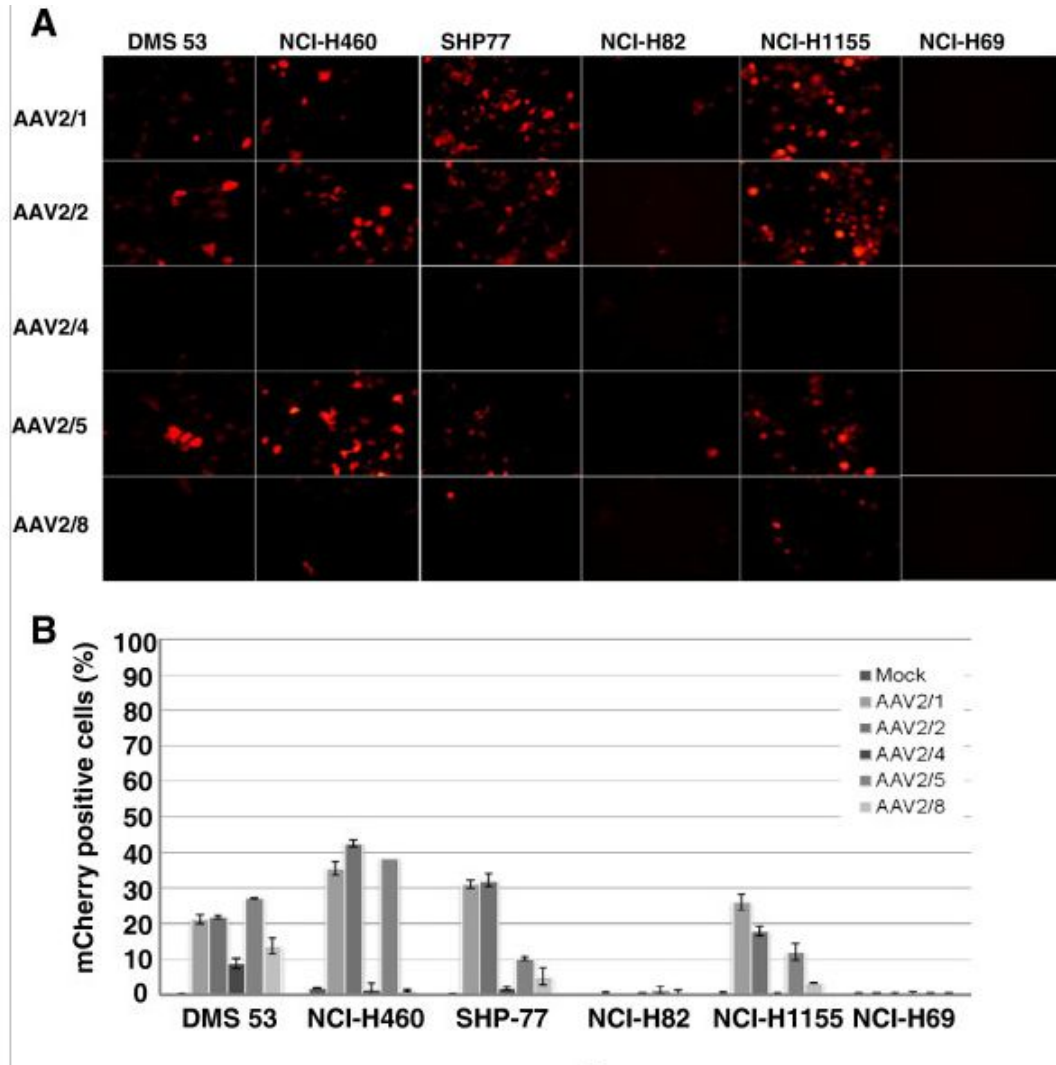 A
DMS 53 NCI-H460 SHP77 NCI-H82 NCI-H1155 NCI-H69
AAV2/1
AAV2/2
AAV2/4
AAV2/5
AAV2/8
B
mCherry positive cells (%)
100
90
80
70
60
50
40
30
20
10
0
Mock
AAV2/1
AAV2/2
AAV2/4
AAV2/5
AAV2/8
DMS 53 NCI-H460 SHP-77 NCI-H82 NCI-H1155 NCI-H69